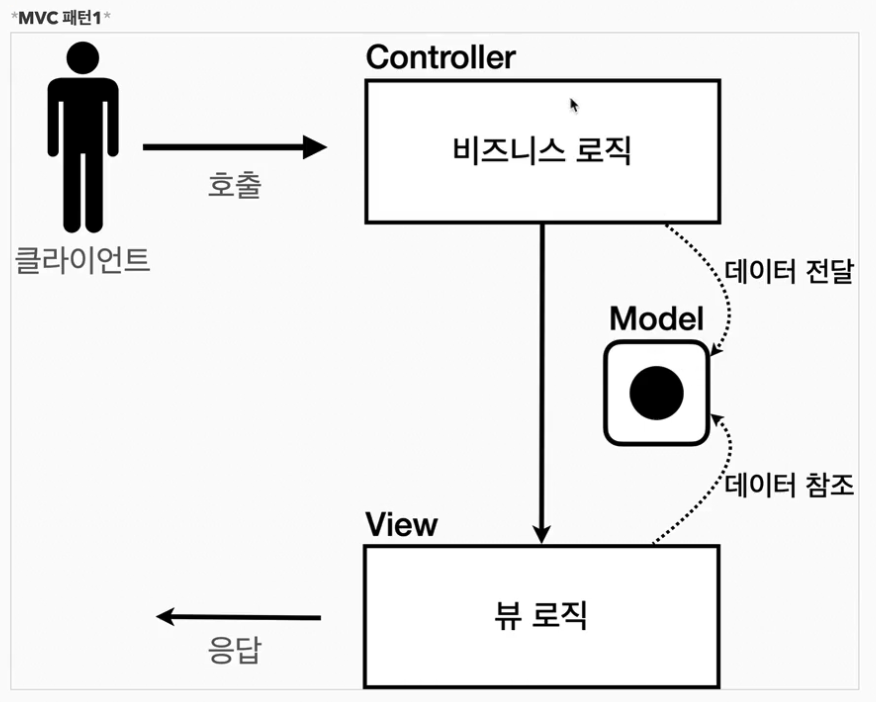 *MVC 패턴1*
Controller
비즈니스 로직
호출
클라이언트
데이터 전달
Model
데이터 참조
View
뷰 로직
응답